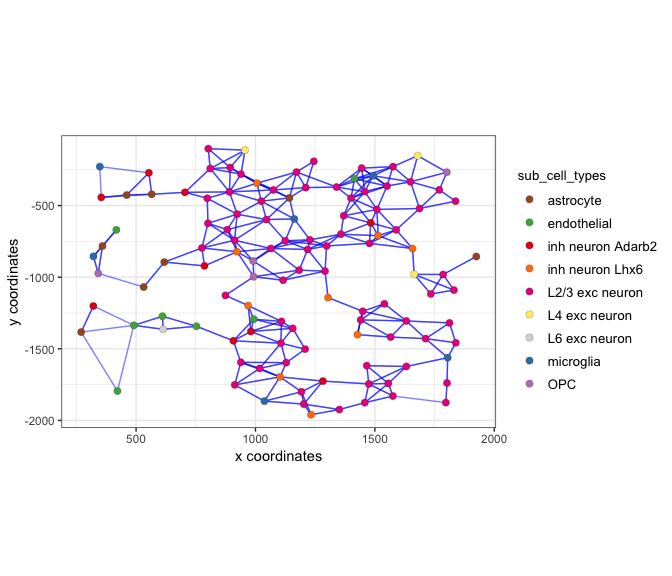 sub_cell_types
astrocyte
endothelial
inh neuron Adarb2
inh neuron Lhx6
L2/3 exc neuron
L4 exc neuron
L6 exc neuron
microglia
OPC
y coordinates
-500
-1000
-1500
-2000
500
1000
1500
2000
x coordinates